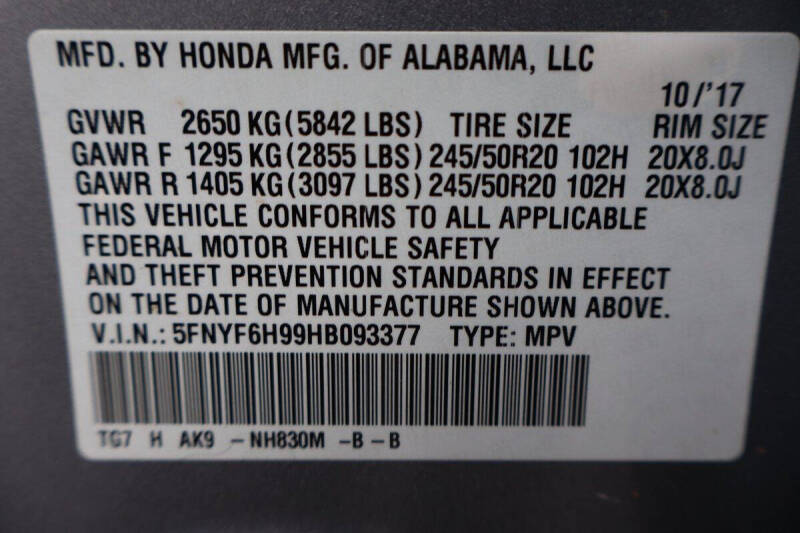 MFD. BY HONDA MFG. OF ALABAMA, LLC
10/'17
GVWR 2650 KG(5842 LBS) TIRE SIZE RIM SIZE
GAWR F 1295 KG(2855 LBS) 245/50R20 102H 20X8.0J
GAWR R 1405 KG(3097 LBS) 245/50R20 102H 20X8.0J
THIS VEHICLE CONFORMS TO ALL APPLICABLE
FEDERAL MOTOR VEHICLE SAFETY
AND THEFT PREVENTION STANDARDS IN EFFECT
ON THE DATE OF MANUFACTURE SHOWN ABOVE.
V.I.N.: 5FNYF6H99HB093377 TYPE: MPV
TG7 H AK9 -NH830M -B-B